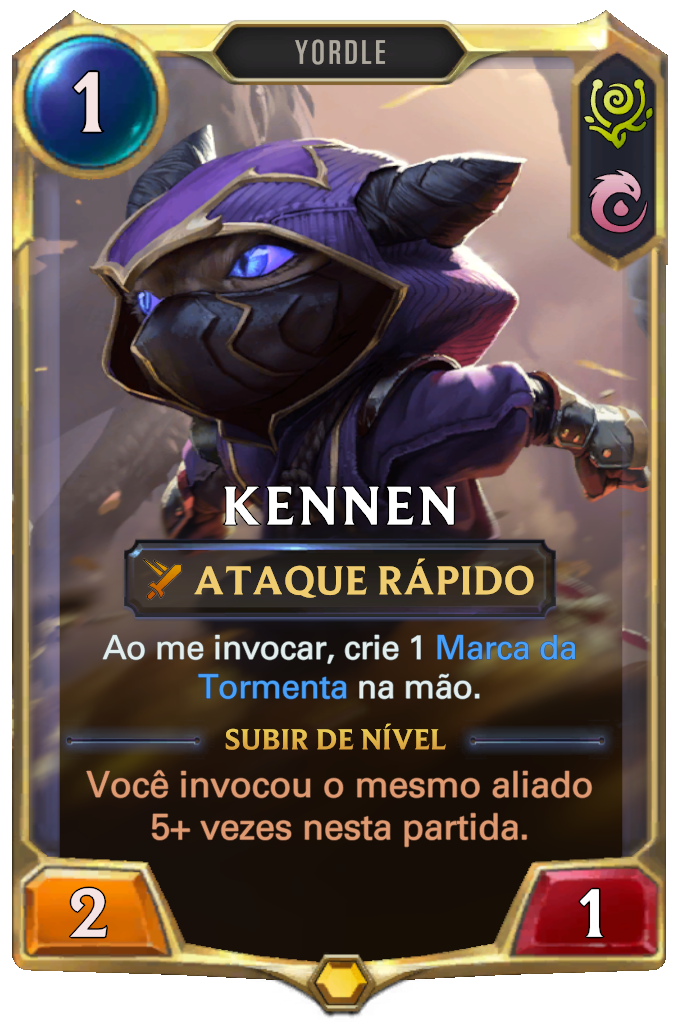 YORDLE
1
KENNEN
ATAQUE RÁPIDO
Ao me invocar, crie 1 Marca da
Tormenta na mão.
SUBIR DE NÍVEL
Você invocou o mesmo aliado
5+ vezes nesta partida.
2
1